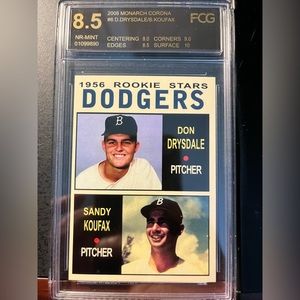 8.5
NR-MINT
01099890
2008 MONARCH CORONA
#6 D.DRYSDALE/S.KOUFAX
CENTERING 8.0 CORNERS 9.0
EDGES 8.5 SURFACE 10
FCG
1956 ROOKIE STARS
DODGERS
B
DON
DRYSDALE
PITCHER
SANDY
KOUFAX
PITCHER
B